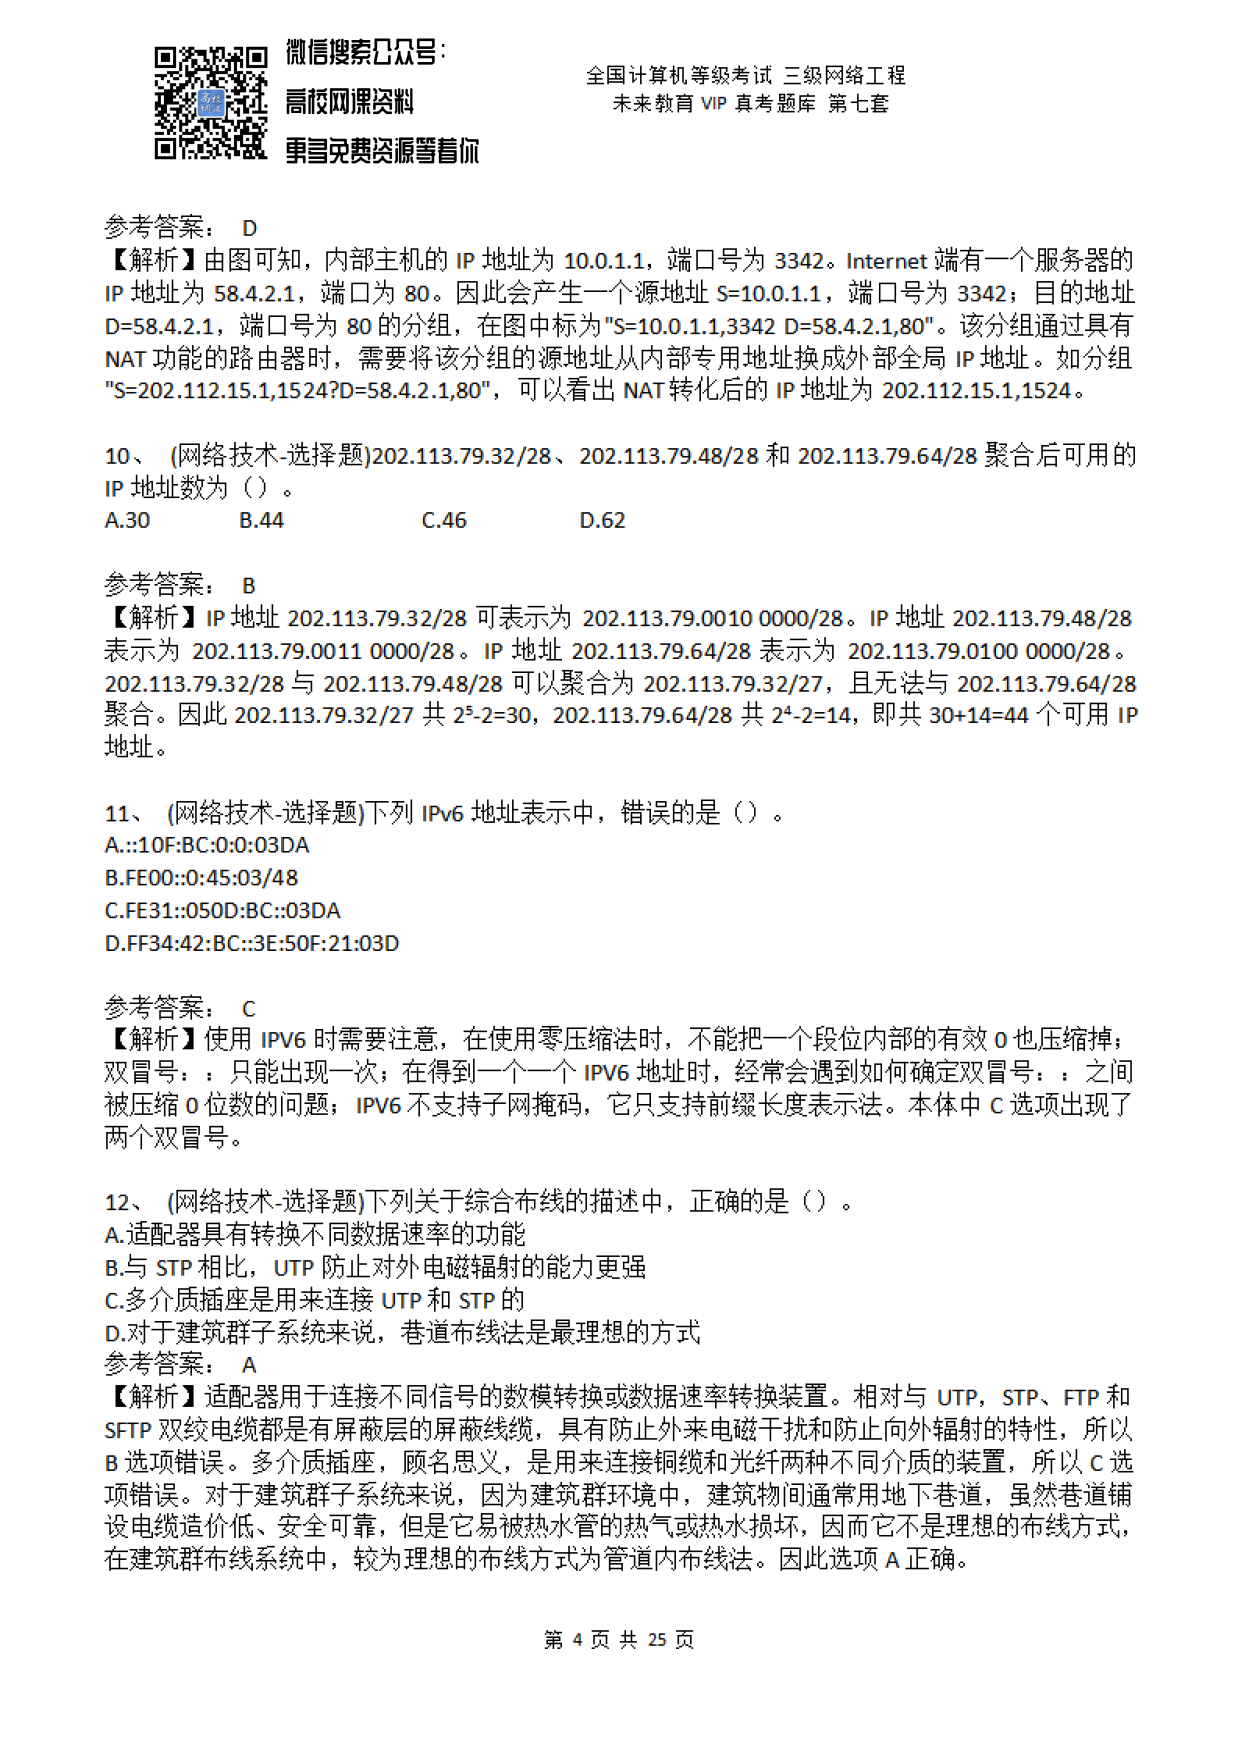 微信搜索公众号：
高校网课资料
更多免费资源等着你
全国计算机等级考试 三级网络工程
未来教育 VIP 真考题库 第七套
参考答案： D
【解析】由图可知，内部主机的 IP 地址为 10.0.1.1，端口号为 3342。Internet 端有一个服务器的
IP 地址为 58.4.2.1，端口为 80。因此会产生一个源地址 S=10.0.1.1，端口号为 3342；目的地址
D=58.4.2.1，端口号为 80 的分组，在图中标为"S=10.0.1.1,3342 D=58.4.2.1,80"。该分组通过具有
NAT 功能的路由器时，需要将该分组的源地址从内部专用地址换成外部全局 IP 地址。如分组
"S=202.112.15.1,1524?D=58.4.2.1,80"，可以看出 NAT 转化后的 IP 地址为 202.112.15.1,1524。
10、 (网络技术-选择题)202.113.79.32/28、202.113.79.48/28 和 202.113.79.64/28 聚合后可用的
IP 地址数为（）。
A.30 B.44 C.46 D.62
参考答案： B
【解析】IP 地址 202.113.79.32/28 可表示为 202.113.79.0010 0000/28。IP 地址 202.113.79.48/28
表示为 202.113.79.0011 0000/28。IP 地址 202.113.79.64/28 表示为 202.113.79.0100 0000/28。
202.113.79.32/28 与 202.113.79.48/28 可以聚合为 202.113.79.32/27，且无法与 202.113.79.64/28
聚合。因此 202.113.79.32/27 共 2⁵-2=30，202.113.79.64/28 共 2⁴-2=14，即共 30+14=44 个可用 IP
地址。
11、 (网络技术-选择题)下列 IPv6 地址表示中，错误的是（）。
A.::10F:BC:0:0:03DA
B.FE00::0:45:03/48
C.FE31::050D:BC::03DA
D.FF34:42:BC::3E:50F:21:03D
参考答案： C
【解析】使用 IPV6 时需要注意，在使用零压缩法时，不能把一个段位内部的有效 0 也压缩掉；
双冒号：：只能出现一次；在得到一个一个 IPV6 地址时，经常会遇到如何确定双冒号：：之间
被压缩 0 位数的问题；IPV6 不支持子网掩码，它只支持前缀长度表示法。本体中 C 选项出现了
两个双冒号。
12、 (网络技术-选择题)下列关于综合布线的描述中，正确的是（）。
A.适配器具有转换不同数据速率的功能
B.与 STP 相比，UTP 防止对外电磁辐射的能力更强
C.多介质插座是用来连接 UTP 和 STP 的
D.对于建筑群子系统来说，巷道布线法是最理想的方式
参考答案： A
【解析】适配器用于连接不同信号的数模转换或数据速率转换装置。相对与 UTP，STP、FTP 和
SFTP 双绞电缆都是有屏蔽层的屏蔽线缆，具有防止外来电磁干扰和防止向外辐射的特性，所以
B 选项错误。多介质插座，顾名思义，是用来连接铜缆和光纤两种不同介质的装置，所以 C 选
项错误。对于建筑群子系统来说，因为建筑群环境中，建筑物间通常用地下巷道，虽然巷道铺
设电缆造价低、安全可靠，但是它易被热水管的热气或热水损坏，因而它不是理想的布线方式，
在建筑群布线系统中，较为理想的布线方式为管道内布线法。因此选项 A 正确。
第 4 页 共 25 页